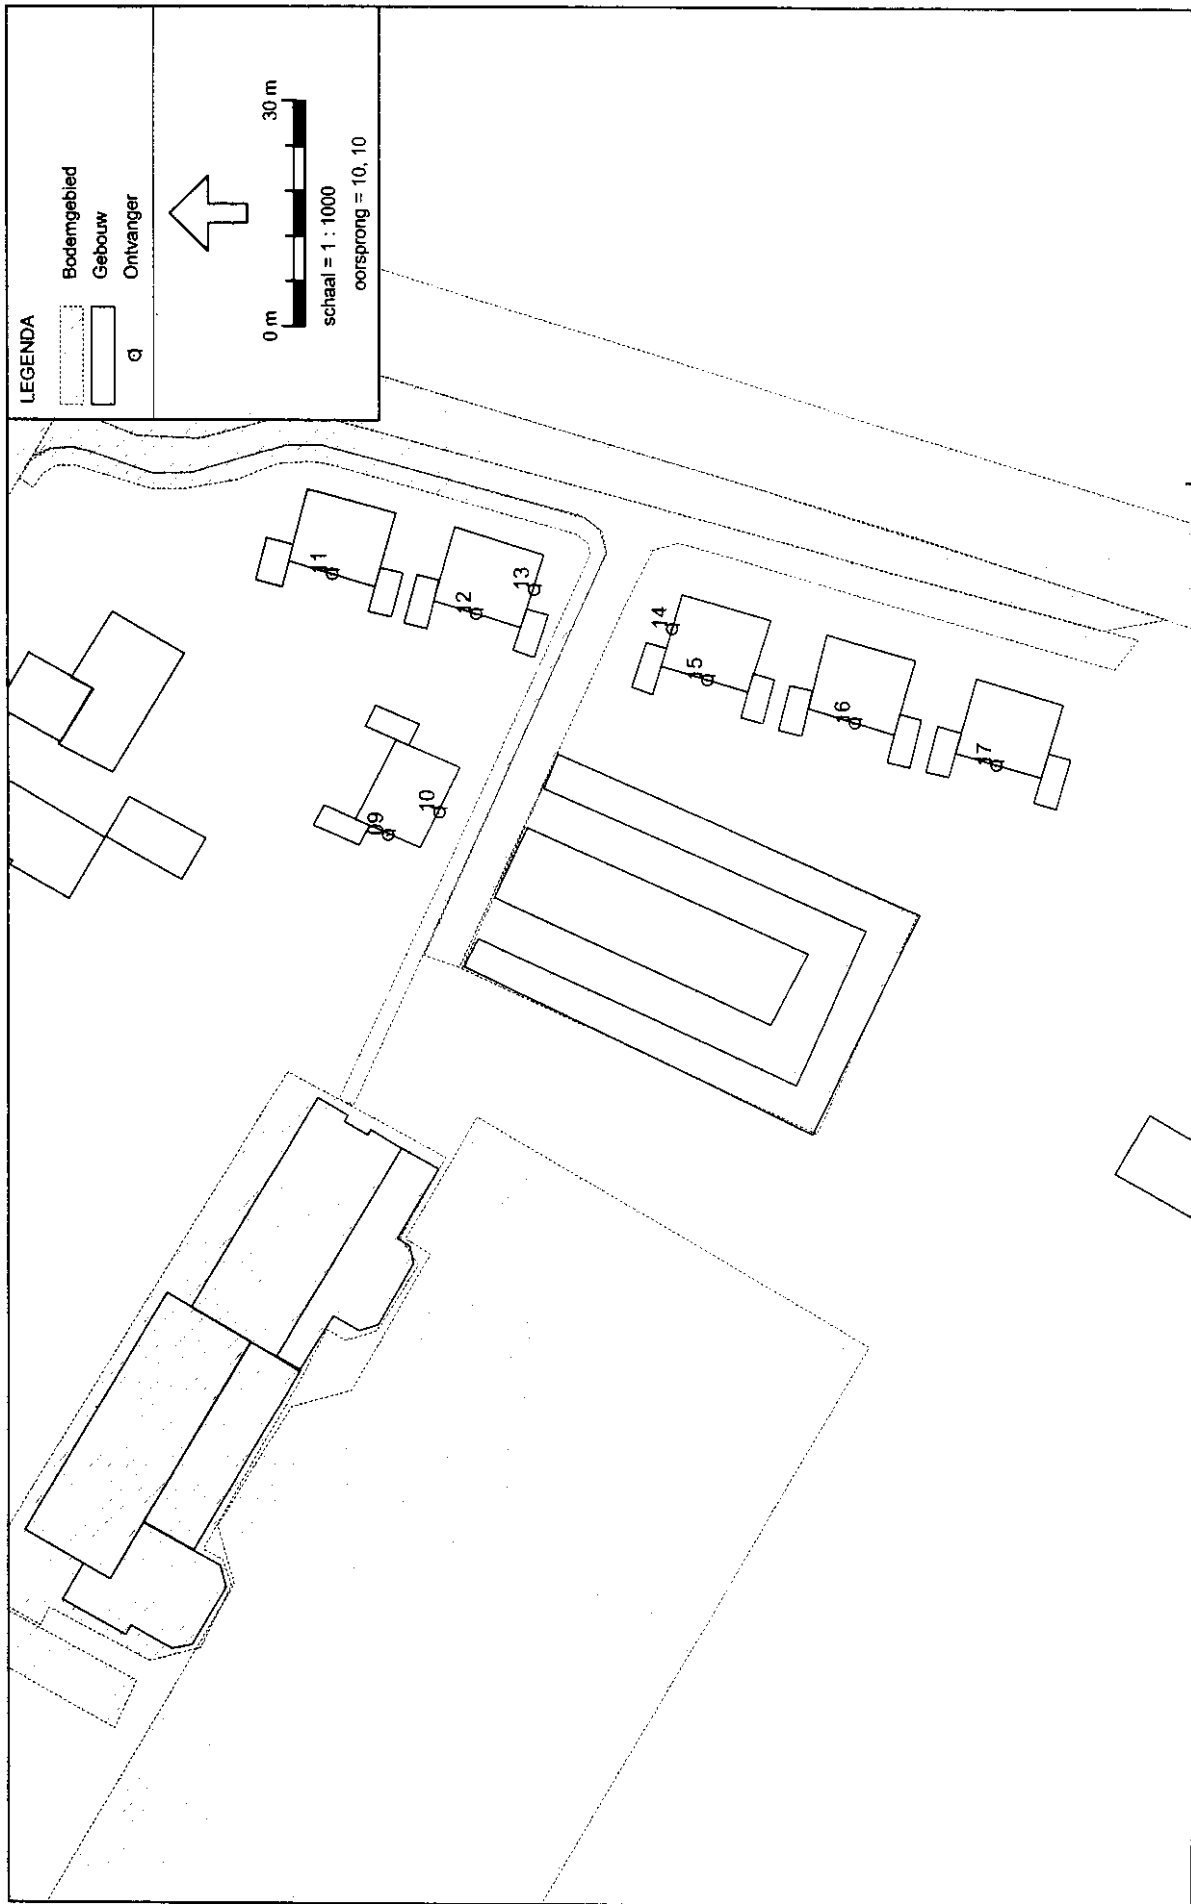 LEGENDA
Bodemgebied
Gebouw
Ontvanger
0 m 30 m
schaal = 1 : 1000
oorsprong = 10, 10
11
12
13
09
10
14
15
16
17